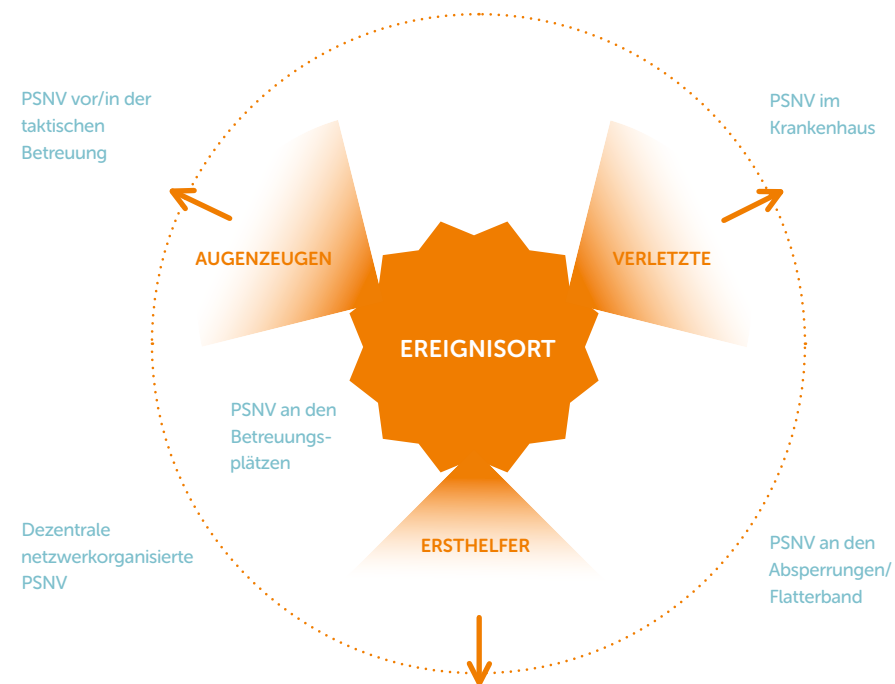 PSNV vor/in der
taktischen
Betreuung
PSNV im
Krankenhaus
AUGENZEUGEN
VERLETZTE
EREIGNISORT
PSNV an den
Betreuungs-
plätzen
ERSTHELFER
Dezentrale
netzwerkorganisierte
PSNV
PSNV an den
Absperrungen/
Flatterband